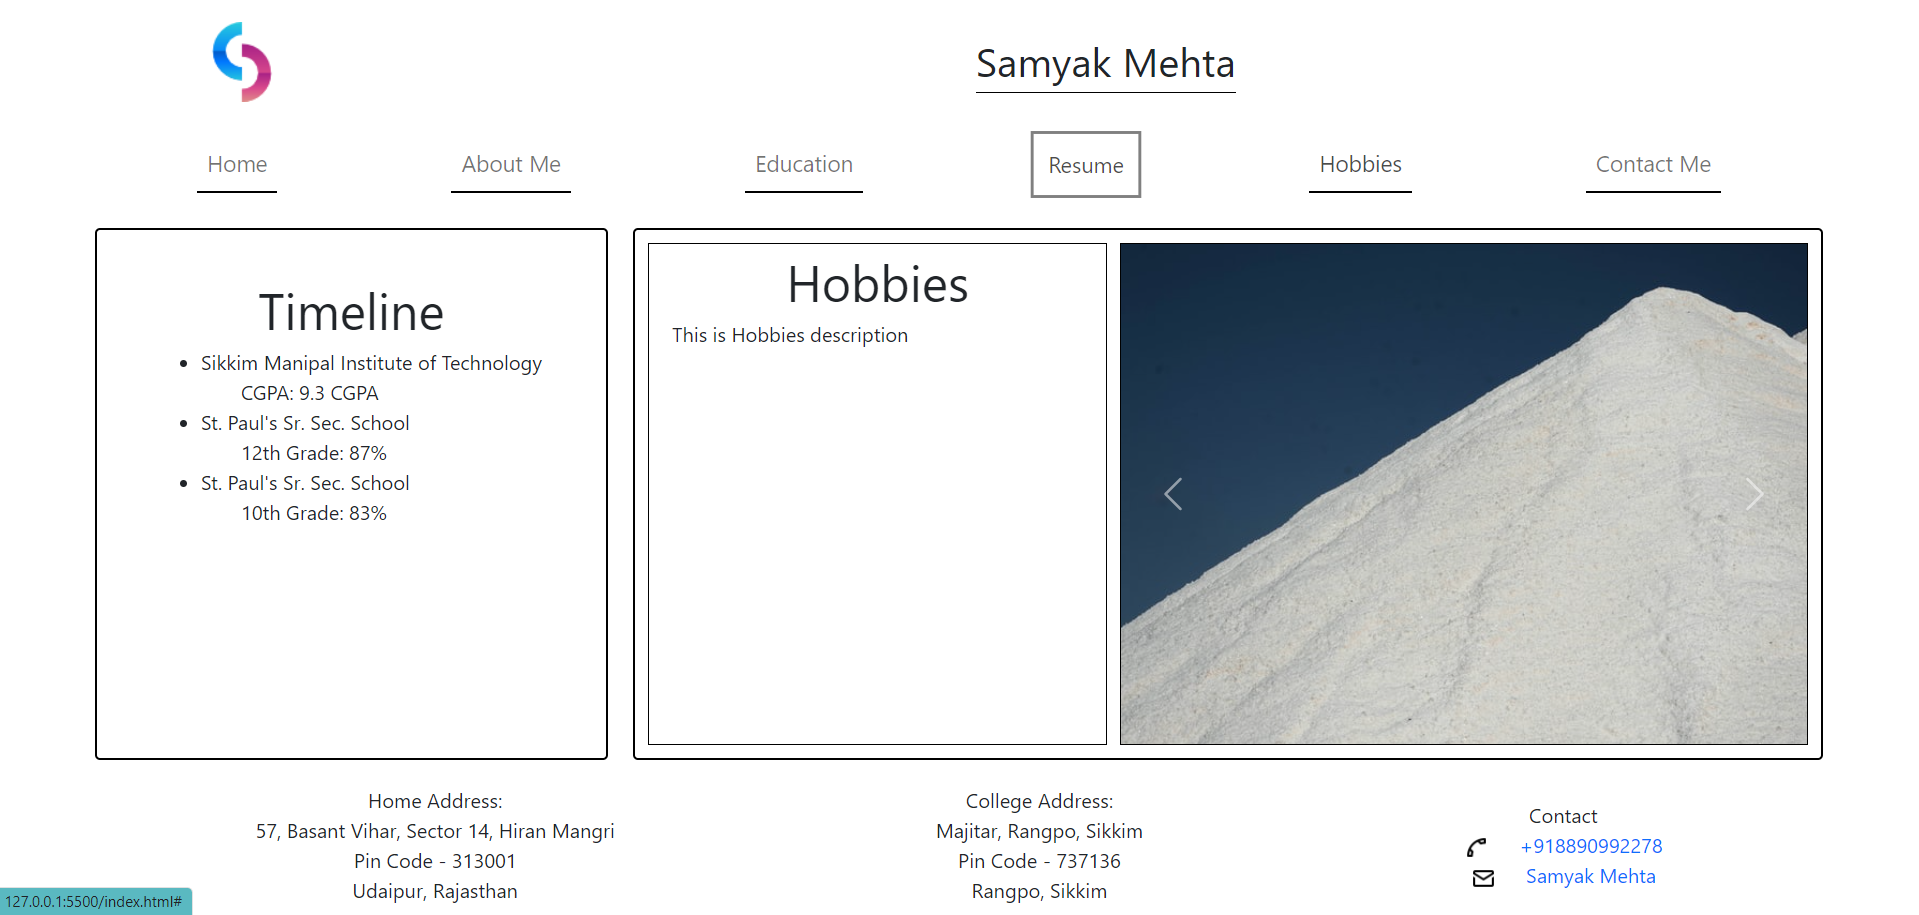 Samyak Mehta
Home
About Me
Education
Resume
Hobbies
Contact Me
Timeline
Sikkim Manipal Institute of Technology
CGPA: 9.3 CGPA
St. Paul's Sr. Sec. School
12th Grade: 87%
St. Paul's Sr. Sec. School
10th Grade: 83%
Hobbies
This is Hobbies description
Home Address:
57, Basant Vihar, Sector 14, Hiran Mangri
Pin Code - 313001
Udaipur, Rajasthan
College Address:
Majitar, Rangpo, Sikkim
Pin Code - 737136
Rangpo, Sikkim
Contact
+918890992278
Samyak Mehta
127.0.0.1:5500/index.html#